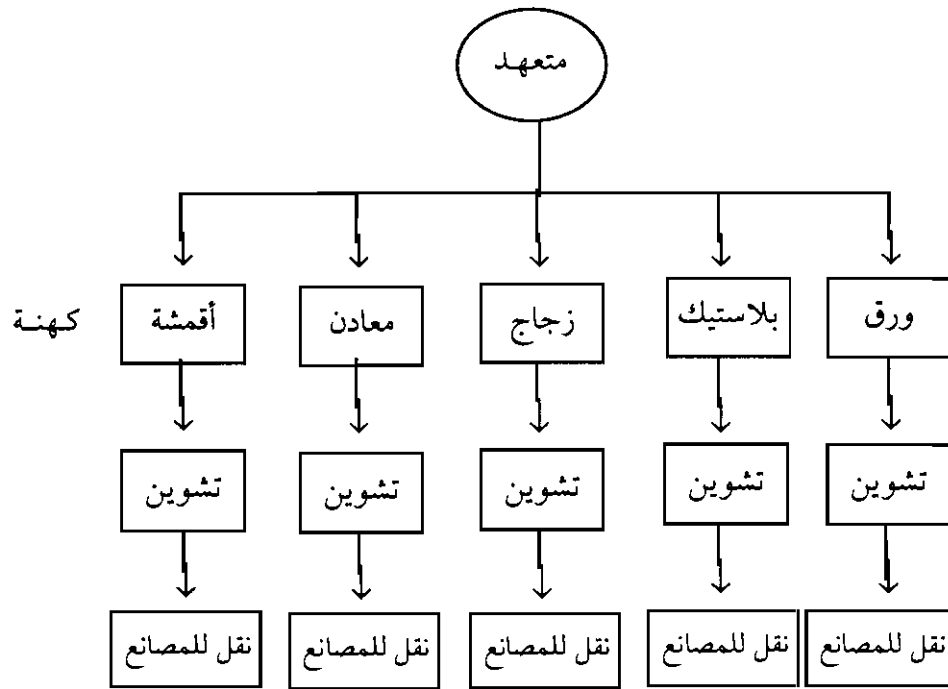 متعهد
ورق بلاستيك زجاج معادن أقمشة كهنة
تشوين تشوين تشوين تشوين تشوين
نقل للمصانع نقل للمصانع نقل للمصانع نقل للمصانع نقل للمصانع